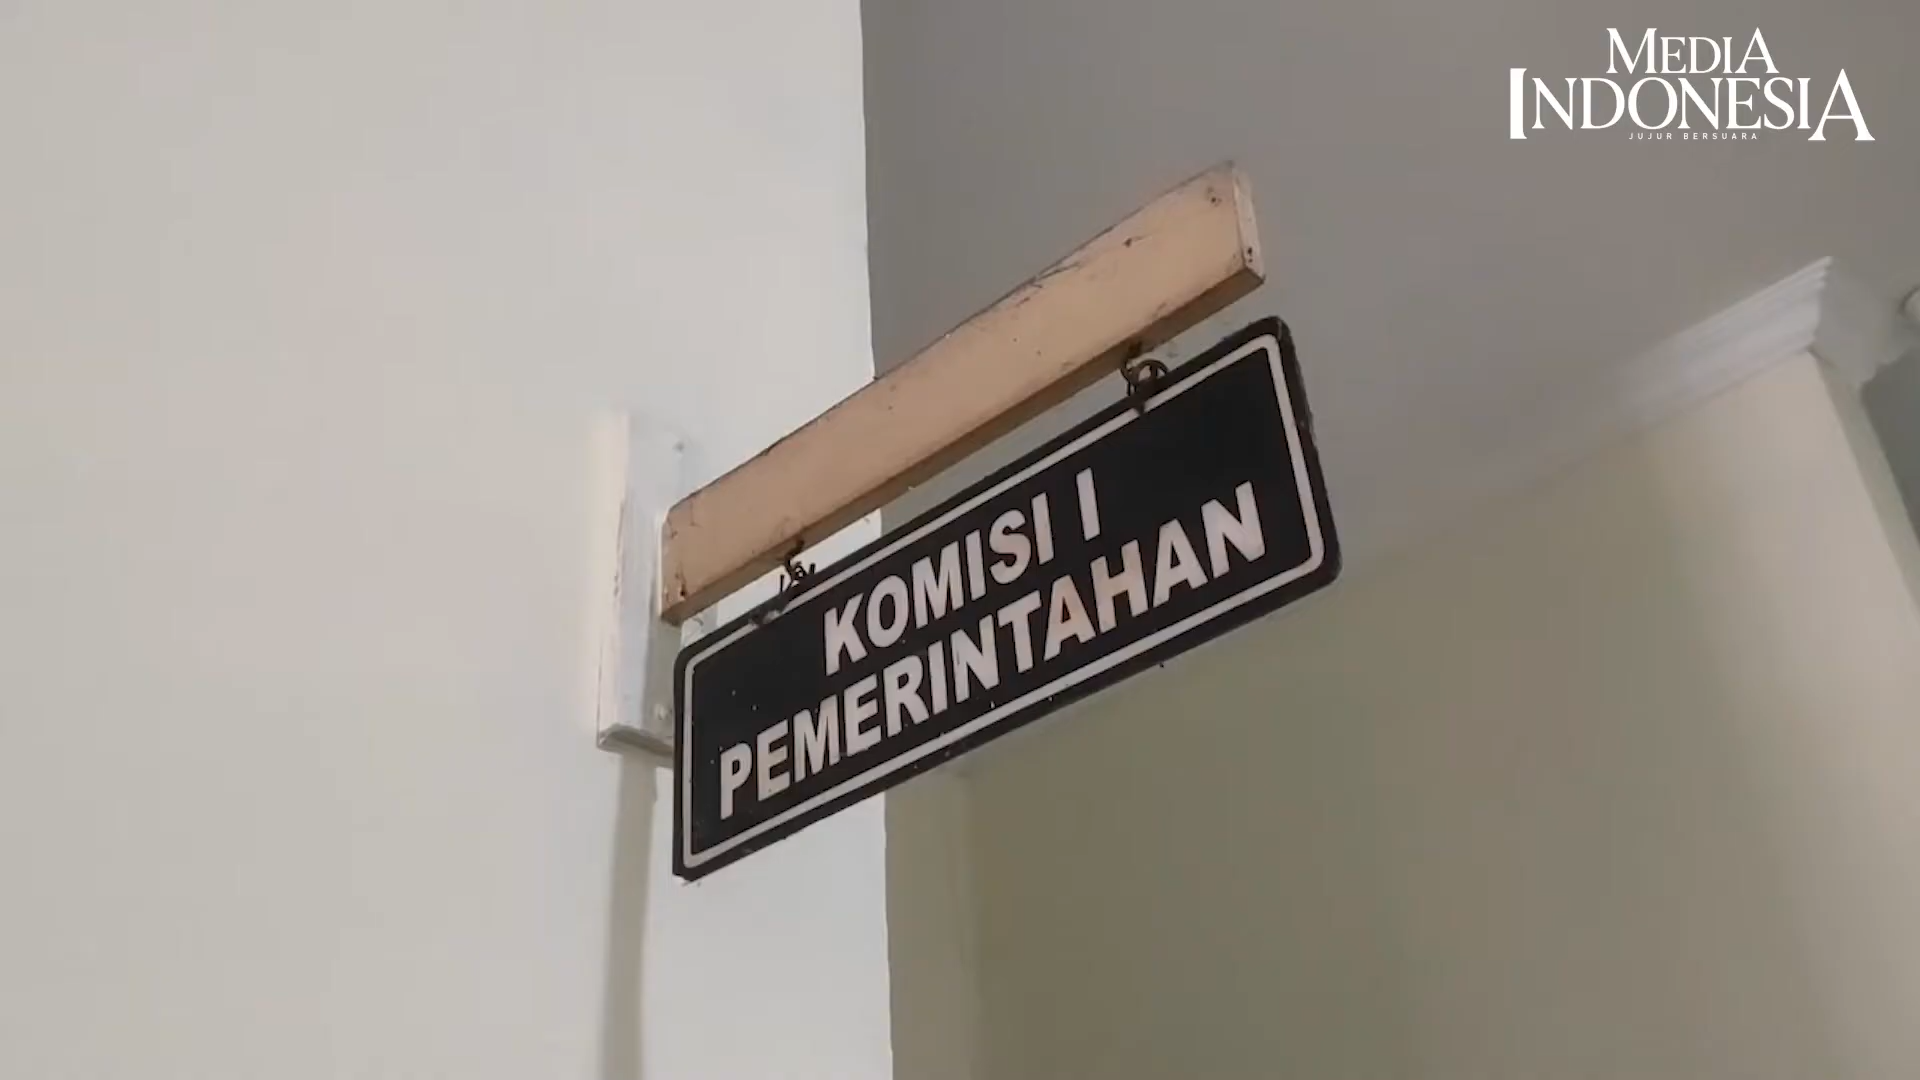 MEDIA
INDONESIA
JUJUR BERSUARA
KOMISI I
PEMERINTAHAN